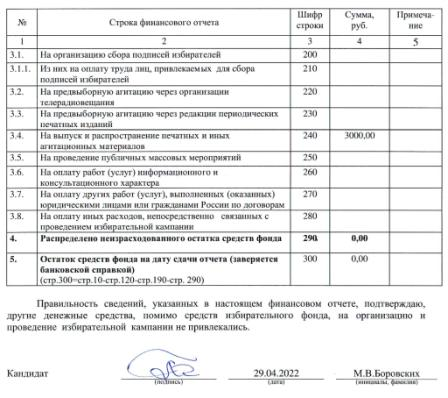 № Строка финансового отчета Шифр строки Сумма, руб. Примеча-ние
1 2 3 4 5
3.1. На организацию сбора подписей избирателей 200
3.1.1. Из них на оплату труда лиц, привлекаемых для сбора 210
подписей избирателей
3.2. На предвыборную агитацию через организации 220
телерадиовещания
3.3. На предвыборную агитацию через редакции периодических 230
печатных изданий
3.4. На выпуск и распространение печатных и иных 240 3000,00
агитационных материалов
3.5. На проведение публичных массовых мероприятий 250
3.6. На оплату работ (услуг) информационного и 260
консультационного характера
3.7. На оплату других работ (услуг), выполненных (оказанных) 270
юридическими лицами или гражданами России по договорам
3.8. На оплату иных расходов, непосредственно связанных с 280
проведением избирательной кампании
4. Распределено неизрасходованного остатка средств фонда 290 0,00
5. Остаток средств фонда на дату сдачи отчета (заверяется 300 0,00
банковской справкой)
(стр.300=стр.10-стр.120-стр.190-стр. 290)
Правильность сведений, указанных в настоящем финансовом отчете, подтверждаю,
другие денежные средства, помимо средств избирательного фонда, на организацию и
проведение избирательной кампании не привлекались.
Кандидат 29.04.2022 М.В.Боровских
(подпись) (дата) (инициалы, фамилия)